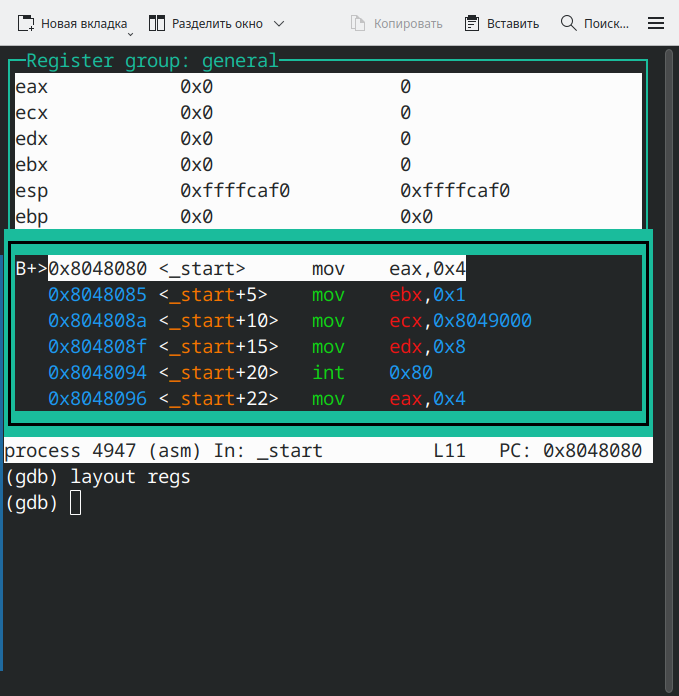 Новая вкладка Разделить окно Копировать Вставить Поиск...
Register group: general
eax 0x0 0
ecx 0x0 0
edx 0x0 0
ebx 0x0 0
esp 0xffffcaf0 0xffffcaf0
ebp 0x0 0x0
B+>0x8048080 <_start> mov eax,0x4
0x8048085 <_start+5> mov ebx,0x1
0x804808a <_start+10> mov ecx,0x8049000
0x804808f <_start+15> mov edx,0x8
0x8048094 <_start+20> int 0x80
0x8048096 <_start+22> mov eax,0x4
process 4947 (asm) In: _start L11 PC: 0x8048080
(gdb) layout regs
(gdb)